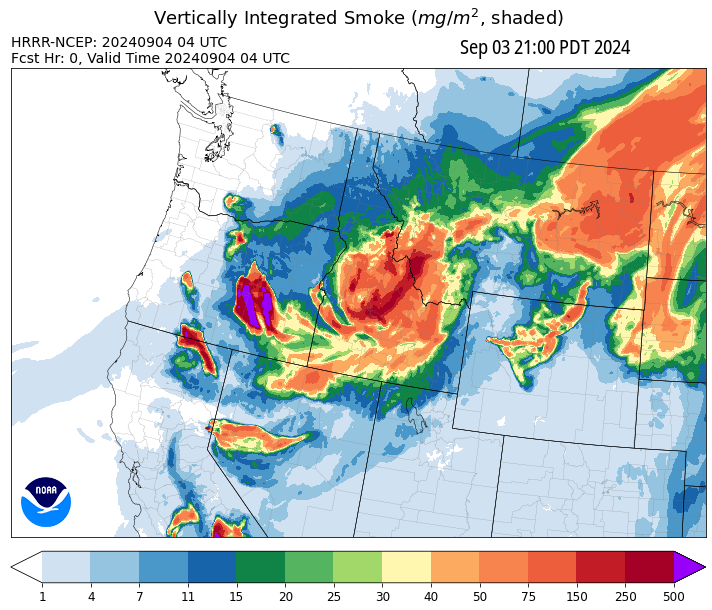 Vertically Integrated Smoke (mg/m², shaded)
HRRR-NCEP: 20240904 04 UTC
Fcst Hr: 0, Valid Time 20240904 04 UTC
Sep 03 21:00 PDT 2024
NOAA
1 4 7 11 15 20 25 30 40 50 75 150 250 500